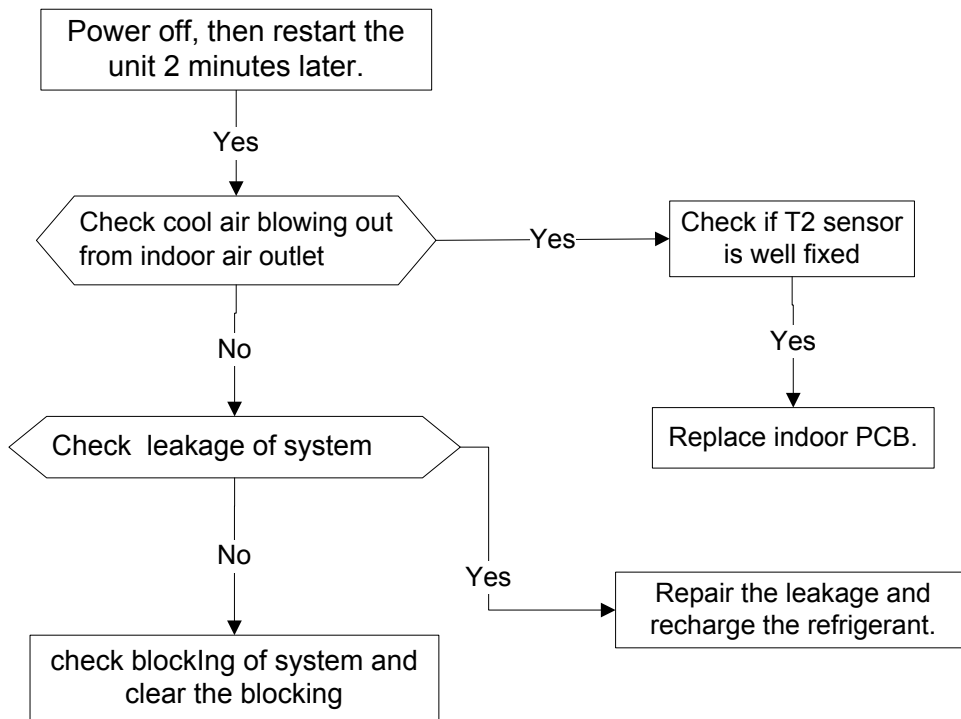 Power off, then restart the
unit 2 minutes later.
Yes
Check cool air blowing out
from indoor air outlet
Yes
Check if T2 sensor
is well fixed
No
Yes
Check leakage of system
Replace indoor PCB.
No
Yes
Repair the leakage and
recharge the refrigerant.
check blockIng of system and
clear the blocking